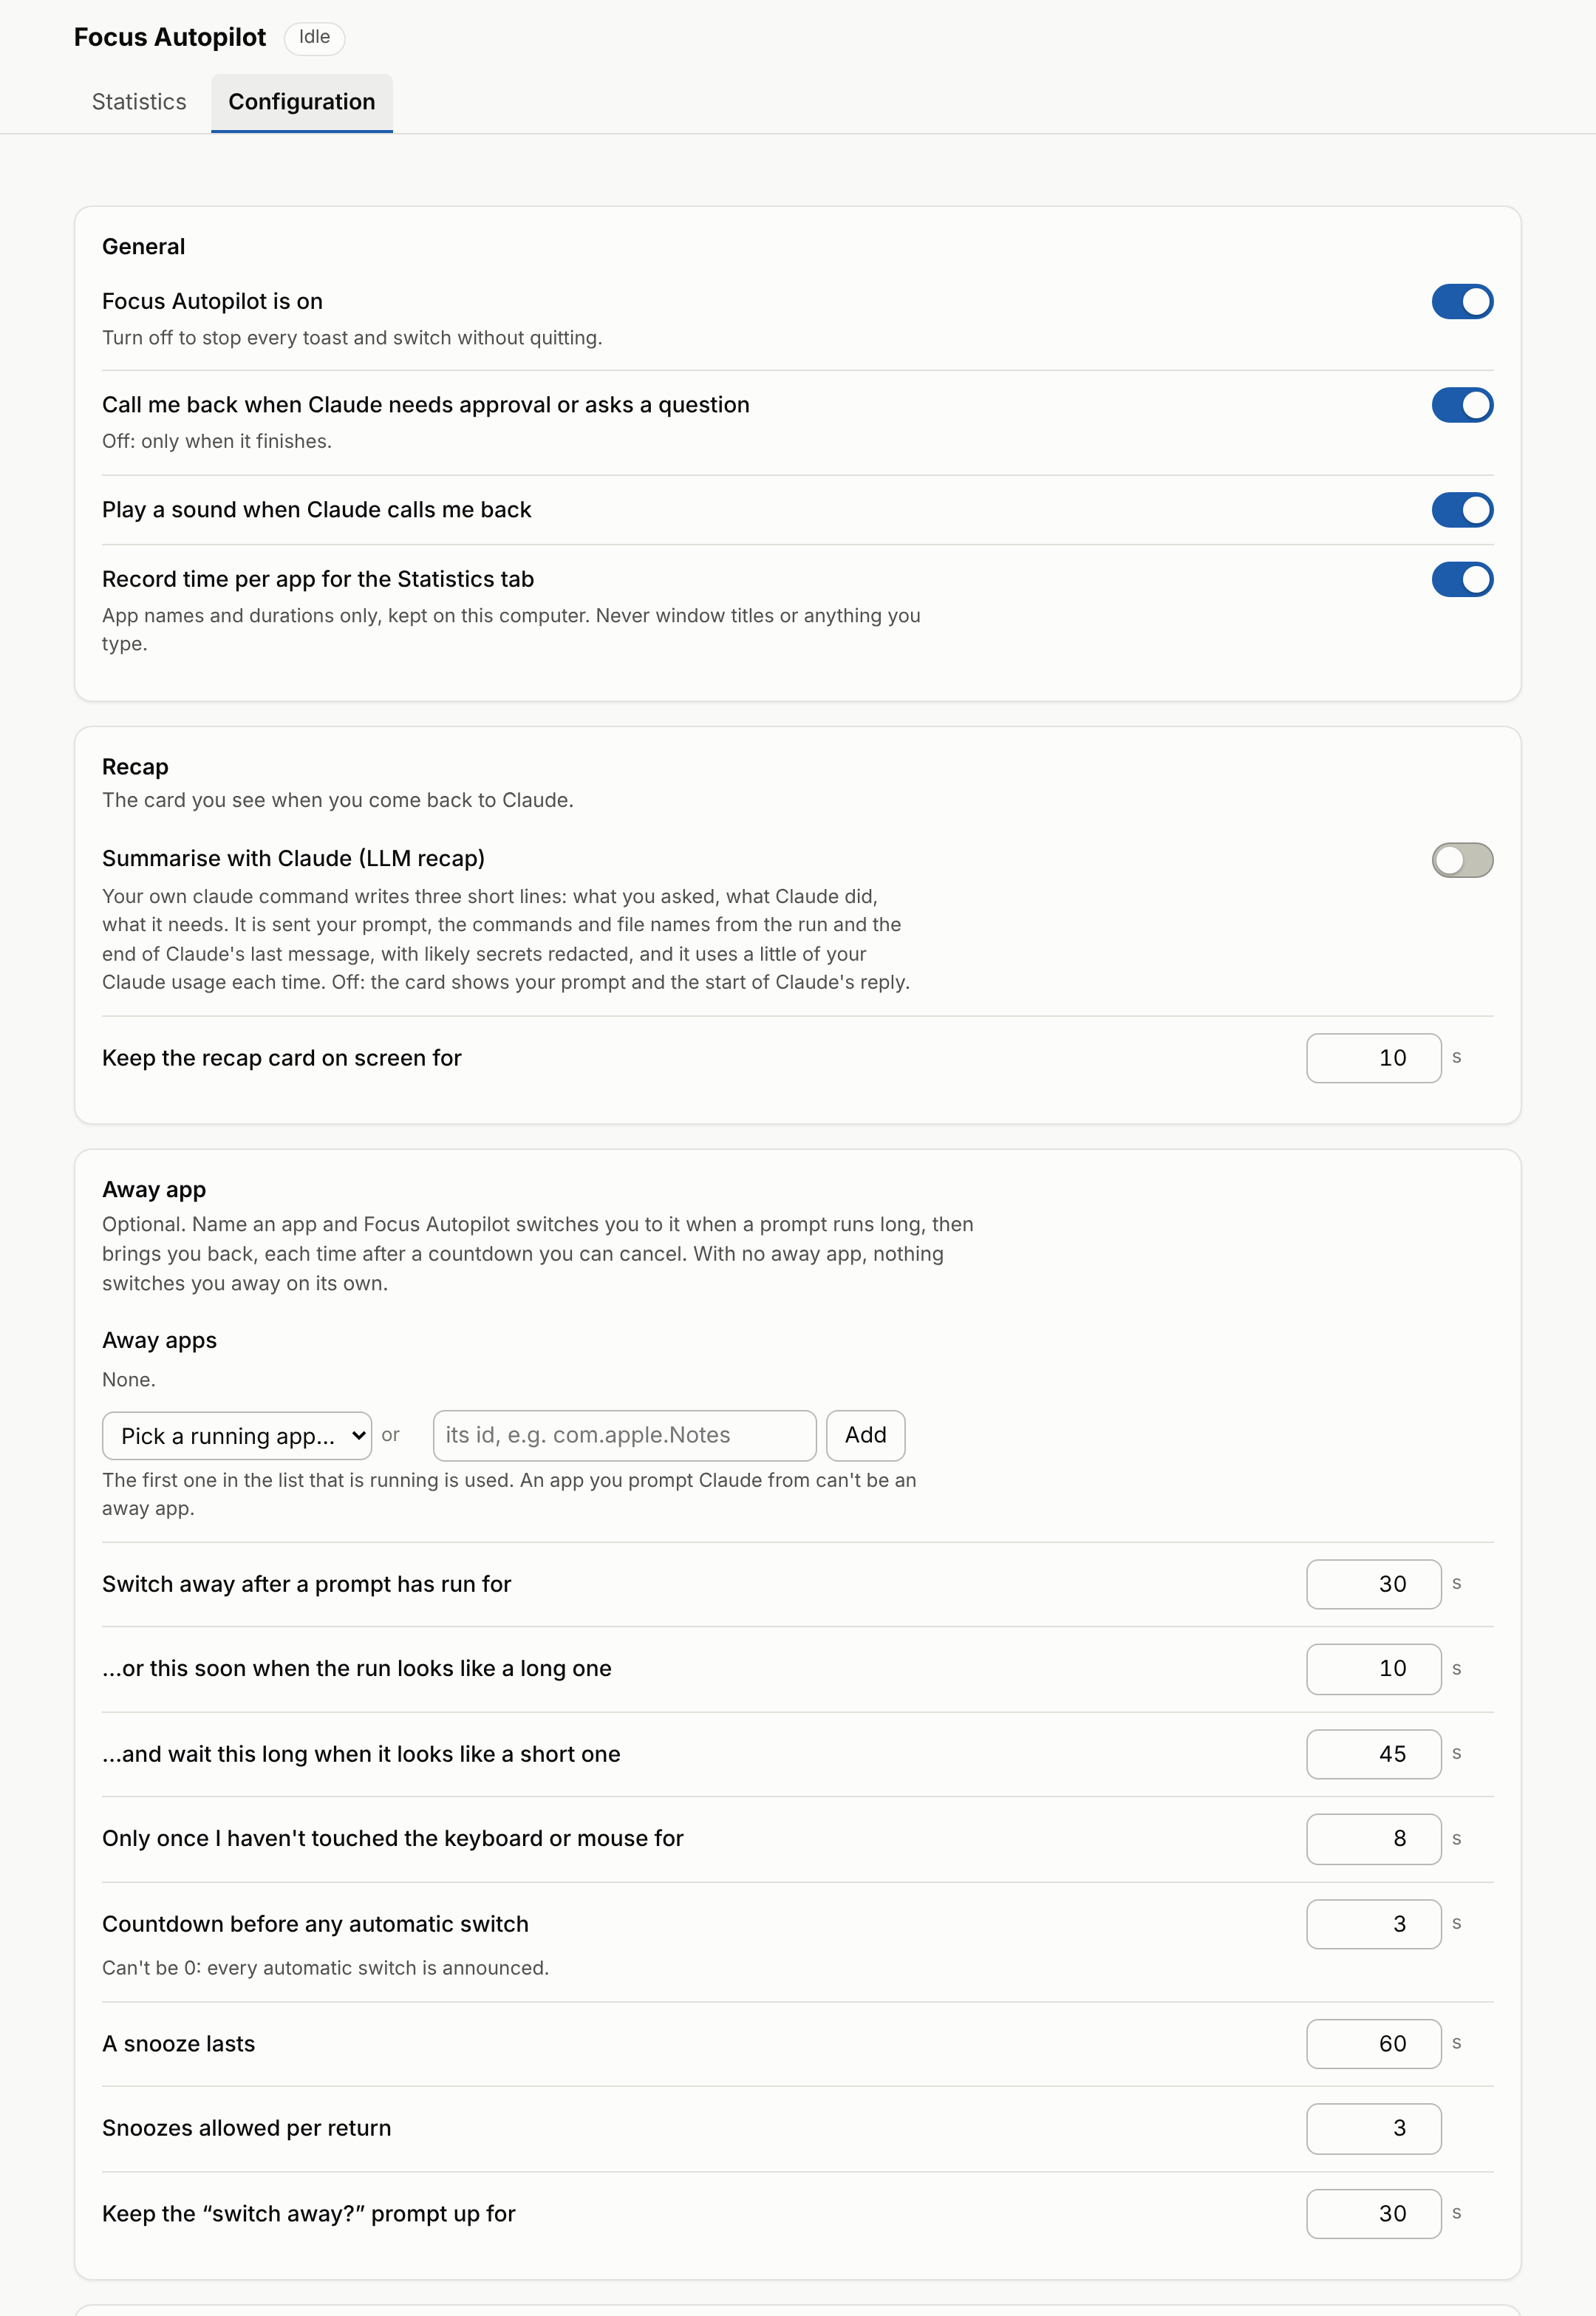 Focus Autopilot
Idle
Statistics
Configuration
General
Focus Autopilot is on
Turn off to stop every toast and switch without quitting.
Call me back when Claude needs approval or asks a question
Off: only when it finishes.
Play a sound when Claude calls me back
Record time per app for the Statistics tab
App names and durations only, kept on this computer. Never window titles or anything you
type.
Recap
The card you see when you come back to Claude.
Summarise with Claude (LLM recap)
Your own claude command writes three short lines: what you asked, what Claude did,
what it needs. It is sent your prompt, the commands and file names from the run and the
end of Claude's last message, with likely secrets redacted, and it uses a little of your
Claude usage each time. Off: the card shows your prompt and the start of Claude's reply.
Keep the recap card on screen for 10 s
Away app
Optional. Name an app and Focus Autopilot switches you to it when a prompt runs long, then
brings you back, each time after a countdown you can cancel. With no away app, nothing
switches you away on its own.
Away apps
None.
Pick a running app... or its id, e.g. com.apple.Notes Add
The first one in the list that is running is used. An app you prompt Claude from can't be an
away app.
Switch away after a prompt has run for 30 s
...or this soon when the run looks like a long one 10 s
...and wait this long when it looks like a short one 45 s
Only once I haven't touched the keyboard or mouse for 8 s
Countdown before any automatic switch 3 s
Can't be 0: every automatic switch is announced.
A snooze lasts 60 s
Snoozes allowed per return 3
Keep the “switch away?” prompt up for 30 s